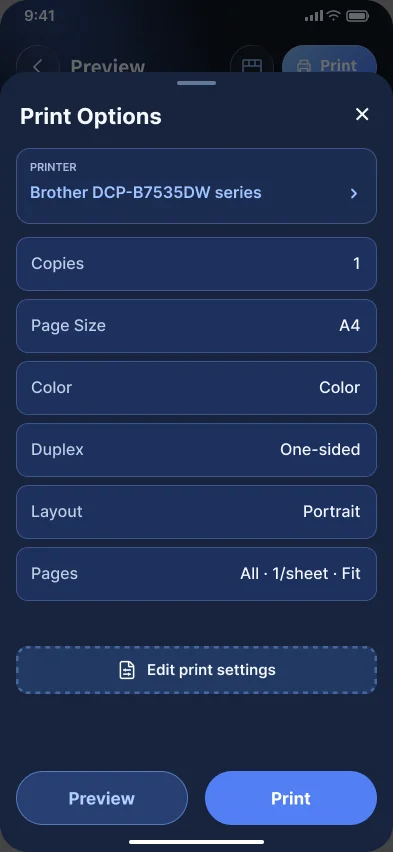 9:41
Preview
Print
Print Options
PRINTER
Brother DCP-B7535DW series
Copies 1
Page Size A4
Color Color
Duplex One-sided
Layout Portrait
Pages All · 1/sheet · Fit
Edit print settings
Preview Print